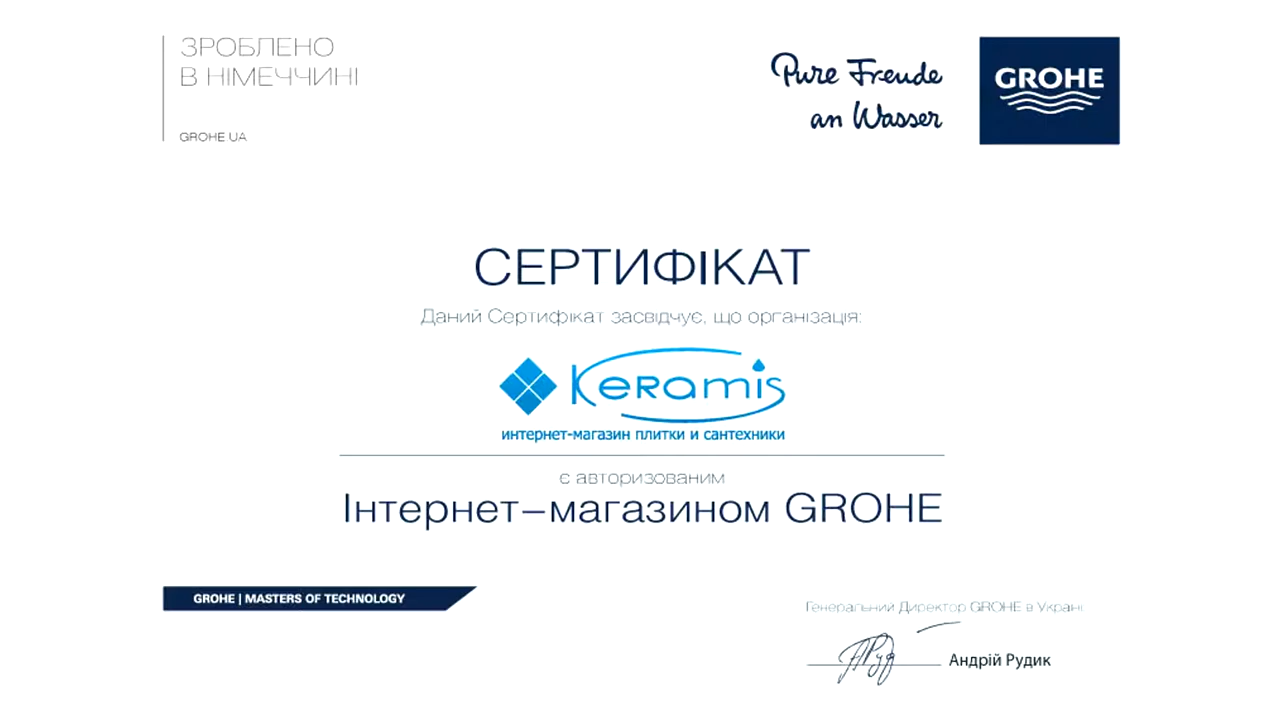 ЗРОБЛЕНО
В НІМЕЧЧИНІ
GROHE.UA
Pure Freude
an Wasser
GROHE
СЕРТИФІКАТ
Даний Сертифікат засвідчує, що організація:
Keramis
интернет-магазин плитки и сантехники
є авторизованим
Інтернет–магазином GROHE
GROHE | MASTERS OF TECHNOLOGY
Генеральний Директор GROHE в Україні
Андрій Рудик